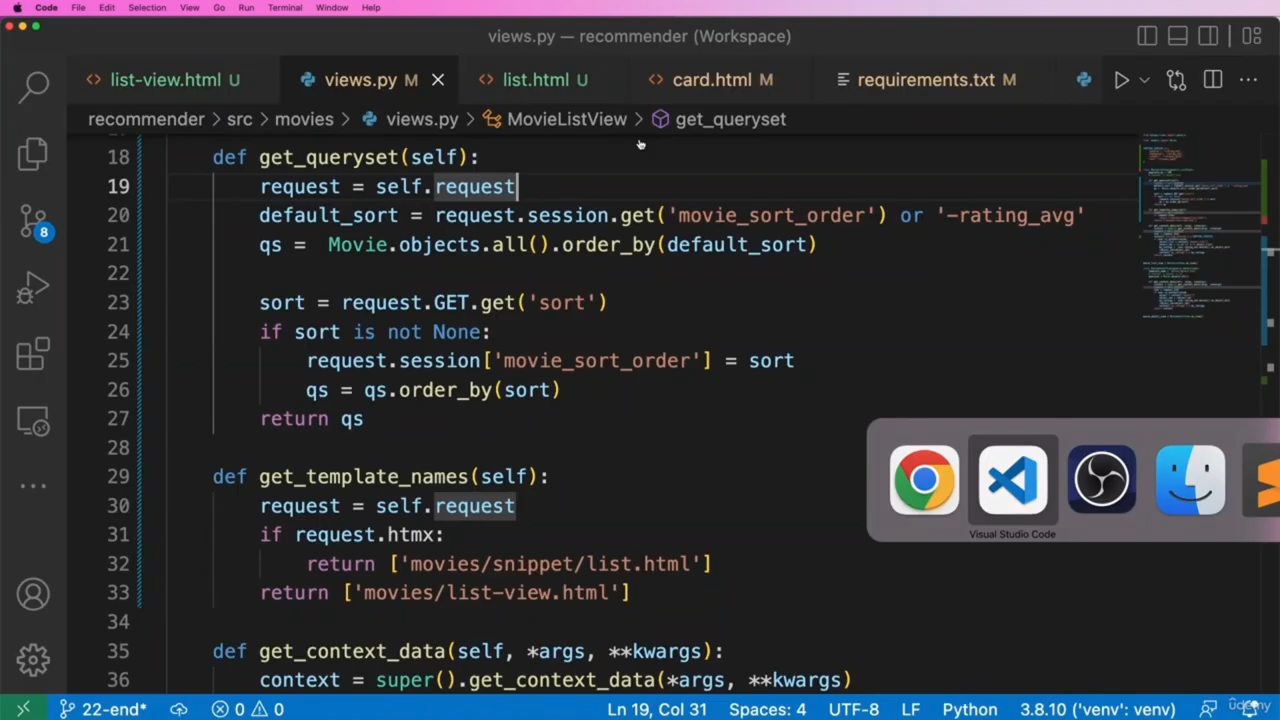 Code File Edit Selection View Go Run Terminal Window Help
views.py — recommender (Workspace)
list-view.html U views.py M list.html U card.html M requirements.txt M
recommender > src > movies > views.py > MovieListView > get_queryset
18 def get_queryset(self):
19 request = self.request
20 default_sort = request.session.get('movie_sort_order') or '-rating_avg'
21 qs = Movie.objects.all().order_by(default_sort)
22
23 sort = request.GET.get('sort')
24 if sort is not None:
25 request.session['movie_sort_order'] = sort
26 qs = qs.order_by(sort)
27 return qs
28
29 def get_template_names(self):
30 request = self.request
31 if request.htmx:
32 return ['movies/snippet/list.html']
33 return ['movies/list-view.html']
34
35 def get_context_data(self, *args, **kwargs):
36 context = super().get_context_data(*args, **kwargs)
8
Visual Studio Code
22-end* 0 0 Ln 19, Col 31 Spaces: 4 UTF-8 LF Python 3.8.10 ('venv': venv)
udemy